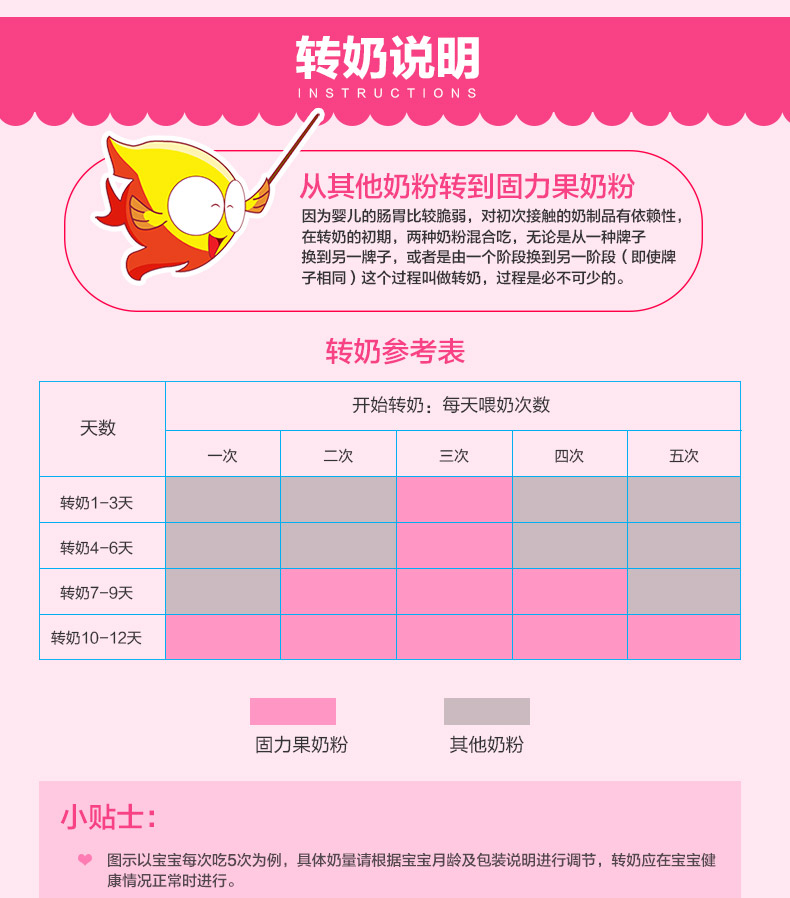 转奶说明
INSTRUCTIONS
从其他奶粉转到固力果奶粉
因为婴儿的肠胃比较脆弱，对初次接触的奶制品有依赖性，
在转奶的初期，两种奶粉混合吃，无论是从一种牌子
换到另一牌子，或者是由一个阶段换到另一阶段（即使牌
子相同）这个过程叫做转奶，过程是必不可少的。
转奶参考表
天数
开始转奶：每天喂奶次数
一次
二次
三次
四次
五次
转奶1-3天
转奶4-6天
转奶7-9天
转奶10-12天
固力果奶粉
其他奶粉
小贴士：
图示以宝宝每次吃5次为例，具体奶量请根据宝宝月龄及包装说明进行调节，转奶应在宝宝健
康情况正常时进行。